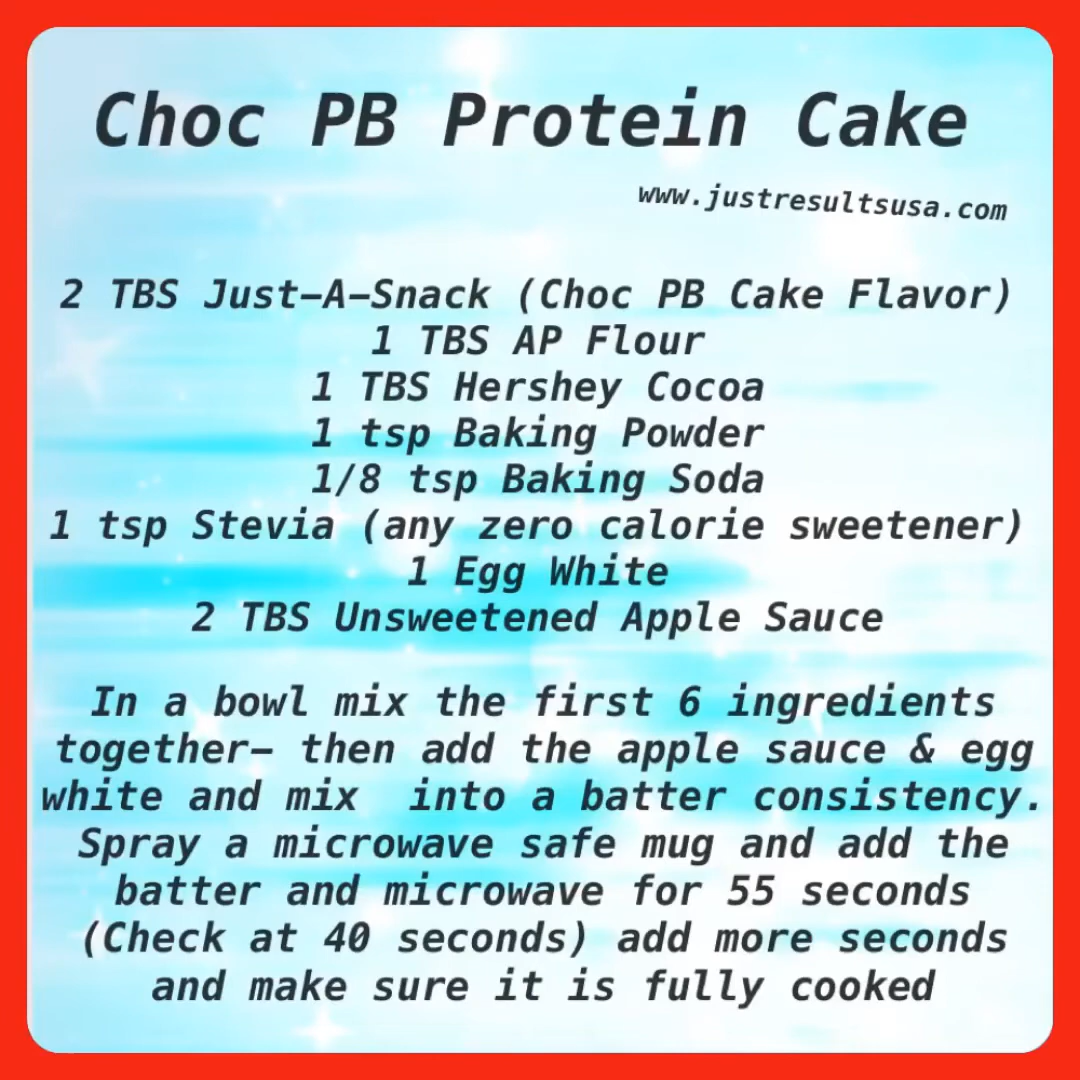 Choc PB Protein Cake
www.justresultsusa.com
2 TBS Just-A-Snack (Choc PB Cake Flavor)
1 TBS AP Flour
1 TBS Hershey Cocoa
1 tsp Baking Powder
1/8 tsp Baking Soda
1 tsp Stevia (any zero calorie sweetener)
1 Egg White
2 TBS Unsweetened Apple Sauce
In a bowl mix the first 6 ingredients
together- then add the apple sauce & egg
white and mix  into a batter consistency.
Spray a microwave safe mug and add the
batter and microwave for 55 seconds
(Check at 40 seconds) add more seconds
and make sure it is fully cooked